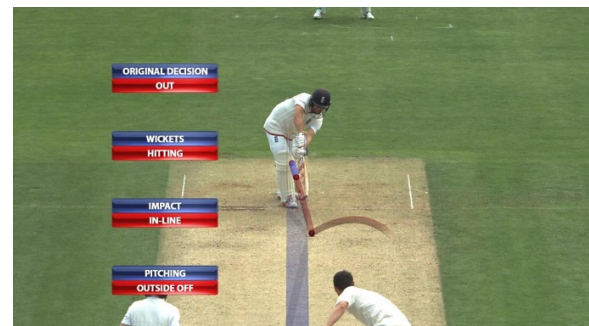 ORIGINAL DECISION
OUT
WICKETS
HITTING
IMPACT
IN-LINE
PITCHING
OUTSIDE OFF